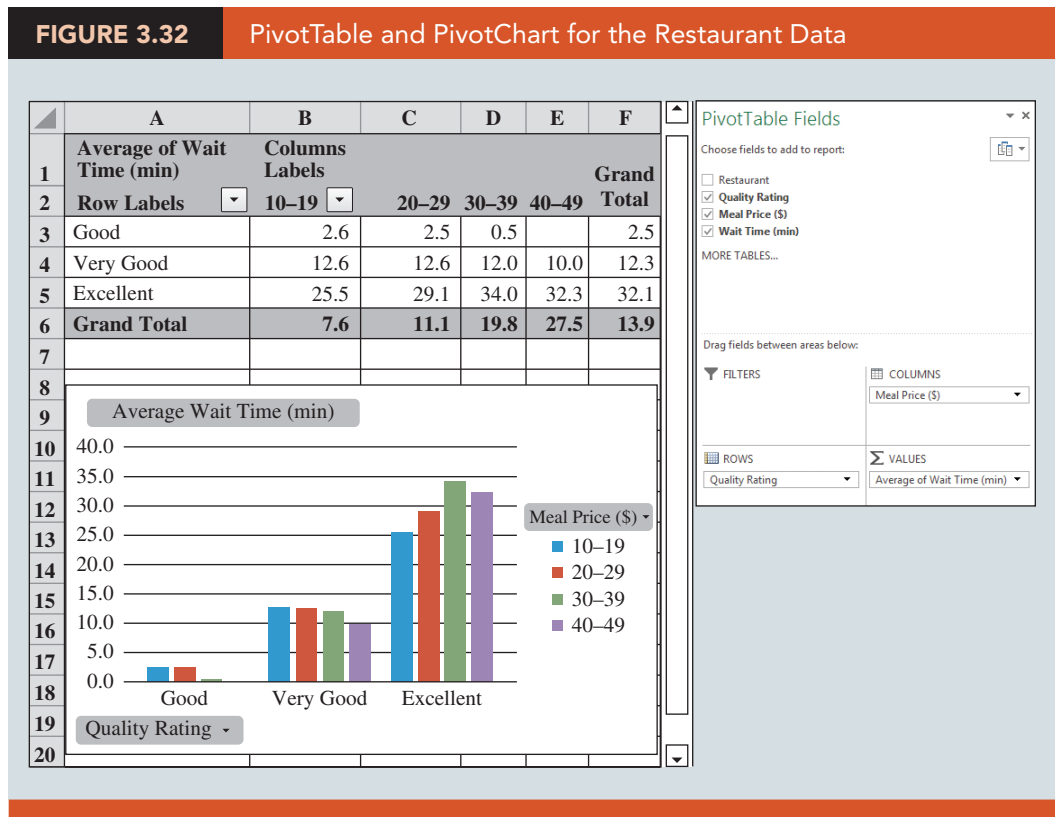 FIGURE 3.32 PivotTable and PivotChart for the Restaurant Data
A B C D E F
1 Average of Wait Time (min) Columns Labels
2 Row Labels 10–19 20–29 30–39 40–49 Grand Total
3 Good 2.6 2.5 0.5 2.5
4 Very Good 12.6 12.6 12.0 10.0 12.3
5 Excellent 25.5 29.1 34.0 32.3 32.1
6 Grand Total 7.6 11.1 19.8 27.5 13.9
7
8
9
10
11
12
13
14
15
16
17
18
19
20
Average Wait Time (min)
40.0
35.0
30.0
25.0
20.0
15.0
10.0
5.0
0.0
Good Very Good Excellent
Quality Rating
Meal Price ($)
10–19
20–29
30–39
40–49
PivotTable Fields
Choose fields to add to report:
Restaurant
Quality Rating
Meal Price ($)
Wait Time (min)
MORE TABLES...
Drag fields between areas below:
FILTERS
COLUMNS
Meal Price ($)
ROWS
Quality Rating
VALUES
Average of Wait Time (min)